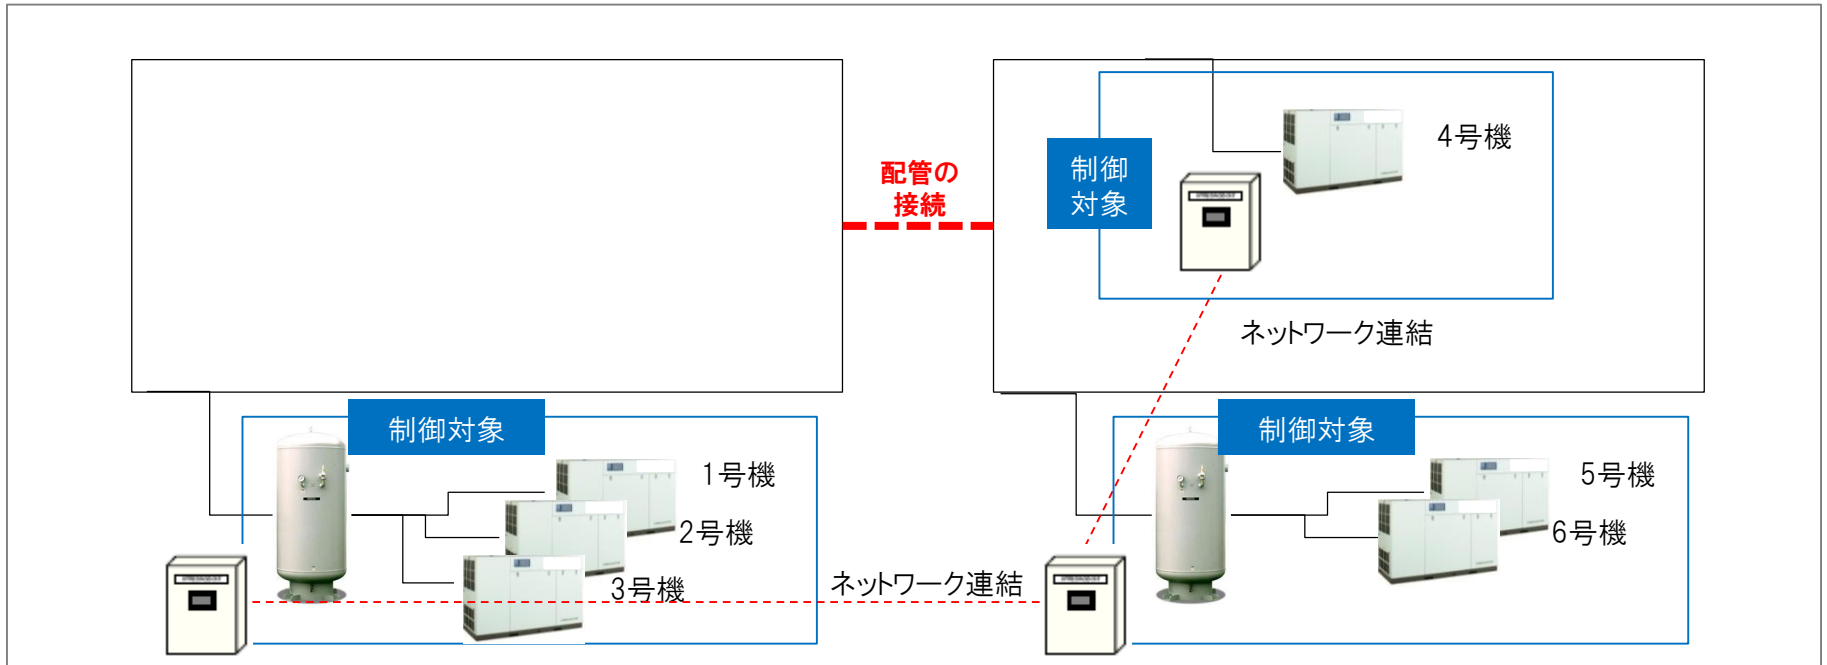 配管の
接続
制御
対象
4号機
ネットワーク連結
制御対象
1号機
2号機
3号機
ネットワーク連結
制御対象
5号機
6号機